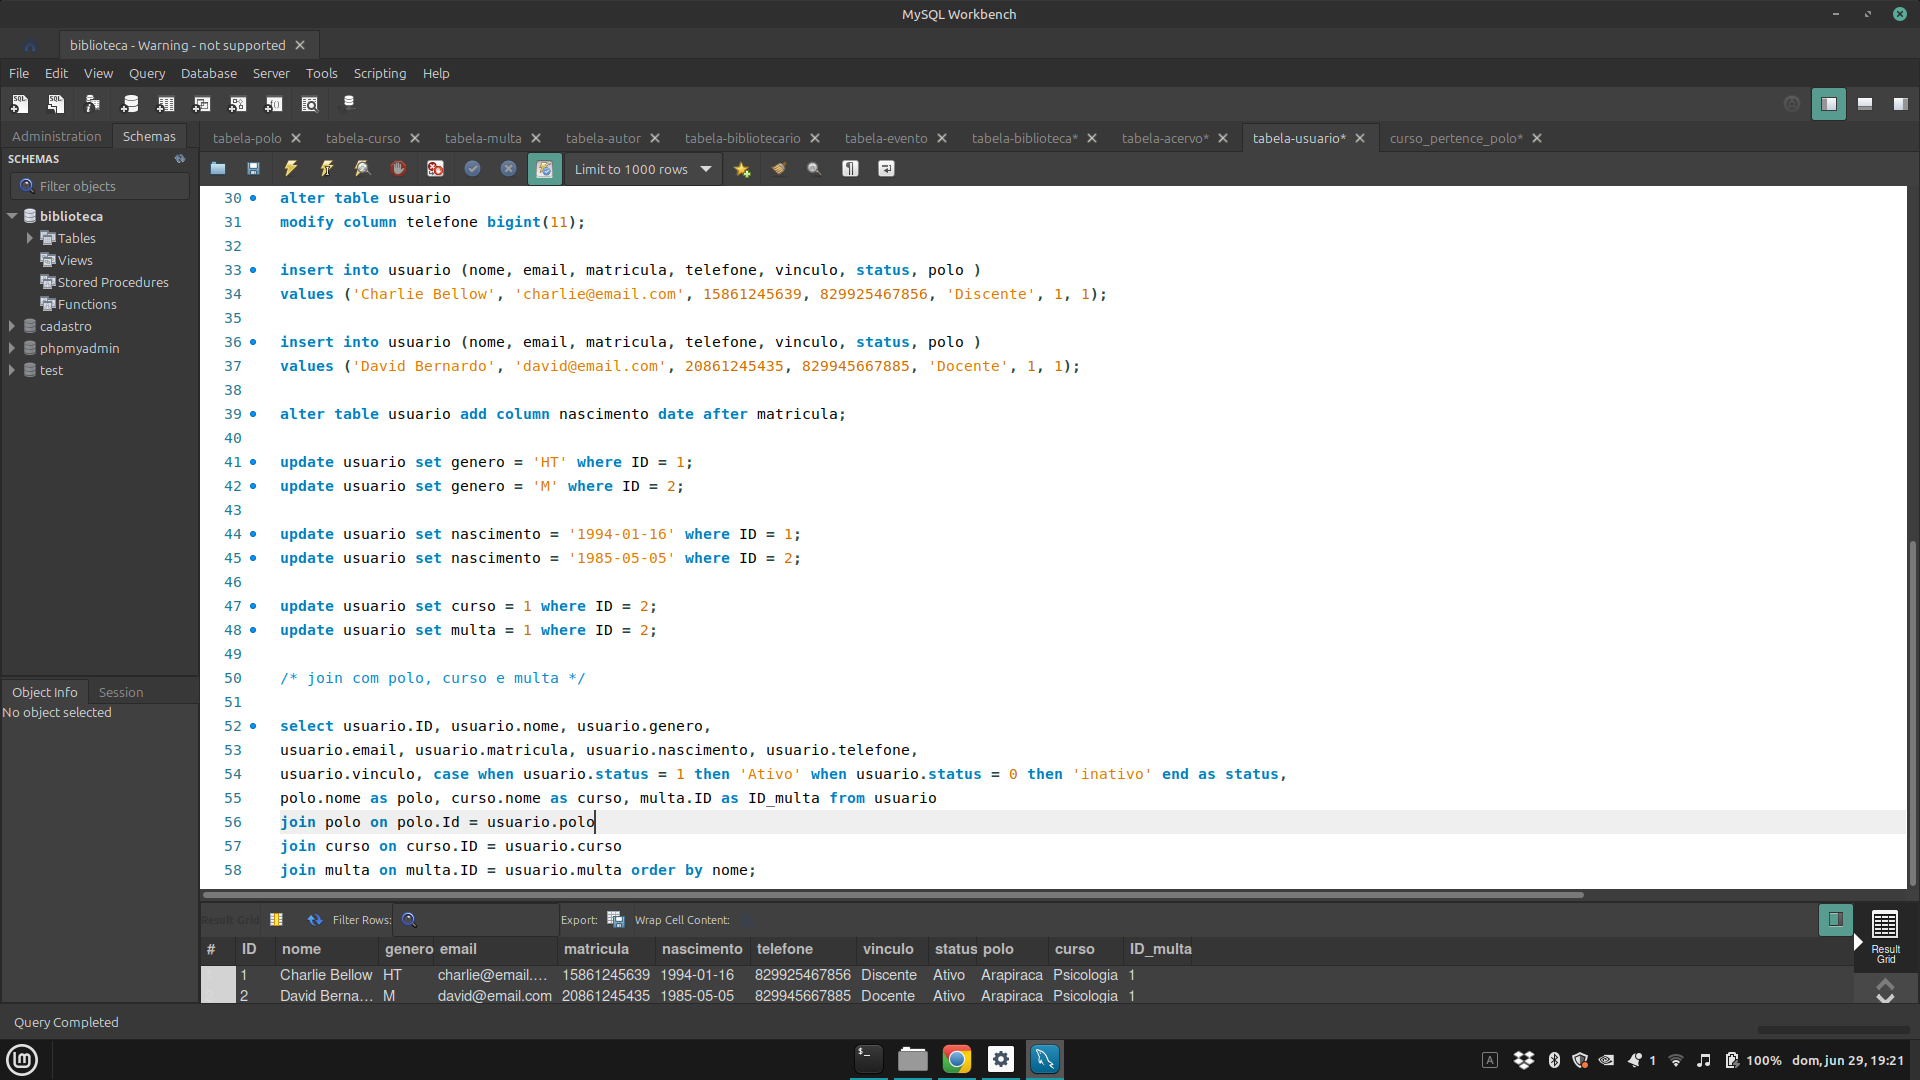 MySQL Workbench
biblioteca - Warning - not supported
File Edit View Query Database Server Tools Scripting Help
Administration Schemas
tabela-polo tabela-curso tabela-multa tabela-autor tabela-bibliotecario tabela-evento tabela-biblioteca* tabela-acervo* tabela-usuario* curso_pertence_polo*
SCHEMAS
Filter objects
Limit to 1000 rows
biblioteca
Tables
Views
Stored Procedures
Functions
cadastro
phpmyadmin
test
Object Info Session
No object selected
30 alter table usuario
31 modify column telefone bigint(11);
32
33 insert into usuario (nome, email, matricula, telefone, vinculo, status, polo )
34 values ('Charlie Bellow', 'charlie@email.com', 15861245639, 829925467856, 'Discente', 1, 1);
35
36 insert into usuario (nome, email, matricula, telefone, vinculo, status, polo )
37 values ('David Bernardo', 'david@email.com', 20861245435, 829945667885, 'Docente', 1, 1);
38
39 alter table usuario add column nascimento date after matricula;
40
41 update usuario set genero = 'HT' where ID = 1;
42 update usuario set genero = 'M' where ID = 2;
43
44 update usuario set nascimento = '1994-01-16' where ID = 1;
45 update usuario set nascimento = '1985-05-05' where ID = 2;
46
47 update usuario set curso = 1 where ID = 2;
48 update usuario set multa = 1 where ID = 2;
49
50 /* join com polo, curso e multa */
51
52 select usuario.ID, usuario.nome, usuario.genero,
53 usuario.email, usuario.matricula, usuario.nascimento, usuario.telefone,
54 usuario.vinculo, case when usuario.status = 1 then 'Ativo' when usuario.status = 0 then 'inativo' end as status,
55 polo.nome as polo, curso.nome as curso, multa.ID as ID_multa from usuario
56 join polo on polo.Id = usuario.polo
57 join curso on curso.ID = usuario.curso
58 join multa on multa.ID = usuario.multa order by nome;
Result Grid Filter Rows: Export: Wrap Cell Content:
# ID nome genero email matricula nascimento telefone vinculo status polo curso ID_multa
1 Charlie Bellow HT charlie@email.... 15861245639 1994-01-16 829925467856 Discente Ativo Arapiraca Psicologia 1
2 David Berna... M david@email.com 20861245435 1985-05-05 829945667885 Docente Ativo Arapiraca Psicologia 1
Result Grid
Query Completed
A 1 100% dom, jun 29, 19:21